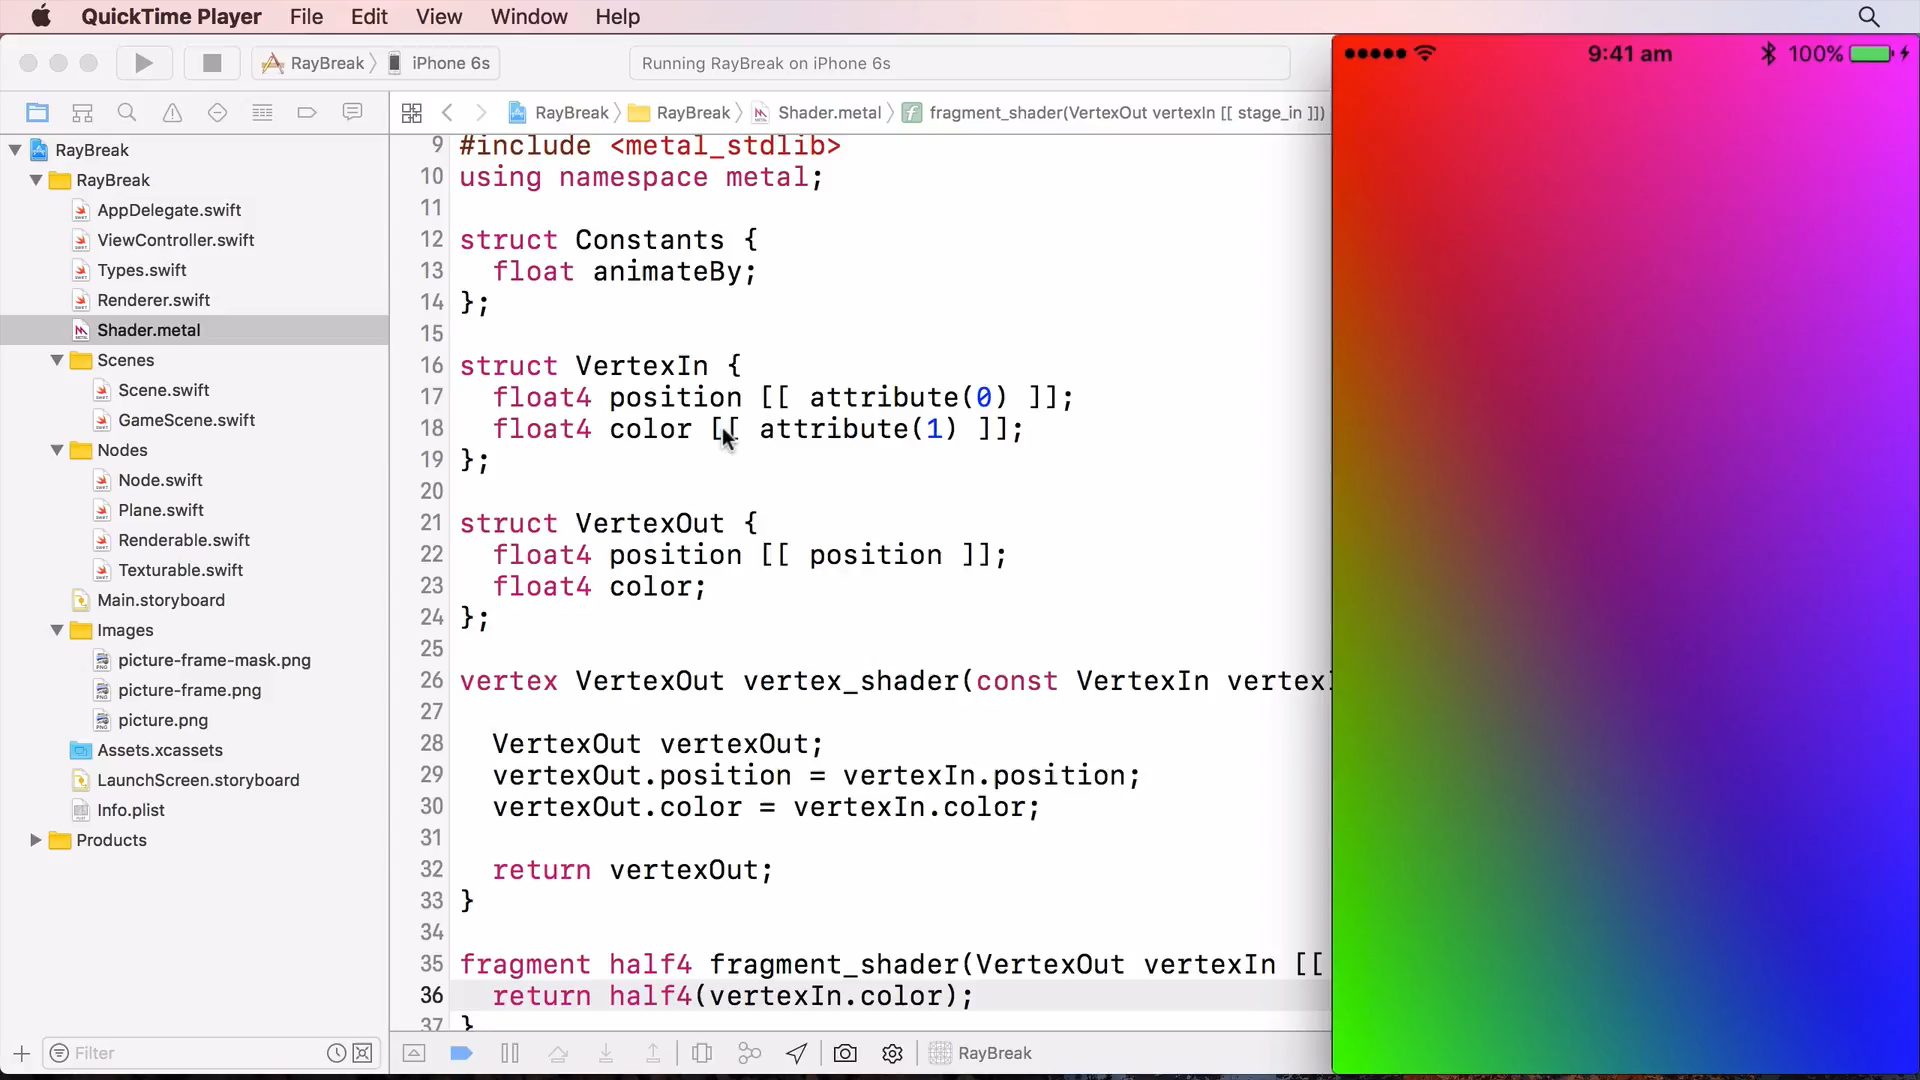 QuickTime Player File Edit View Window Help
RayBreak iPhone 6s
Running RayBreak on iPhone 6s
9:41 am
100%
RayBreak RayBreak Shader.metal fragment_shader(VertexOut vertexIn [[ stage_in ]])
RayBreak
RayBreak
AppDelegate.swift
ViewController.swift
Types.swift
Renderer.swift
Shader.metal
Scenes
Scene.swift
GameScene.swift
Nodes
Node.swift
Plane.swift
Renderable.swift
Texturable.swift
Main.storyboard
Images
picture-frame-mask.png
picture-frame.png
picture.png
Assets.xcassets
LaunchScreen.storyboard
Info.plist
Products
Filter
9 #include <metal_stdlib>
10 using namespace metal;
11
12 struct Constants {
13 float animateBy;
14 };
15
16 struct VertexIn {
17 float4 position [[ attribute(0) ]];
18 float4 color [[ attribute(1) ]];
19 };
20
21 struct VertexOut {
22 float4 position [[ position ]];
23 float4 color;
24 };
25
26 vertex VertexOut vertex_shader(const VertexIn vertexI
27
28 VertexOut vertexOut;
29 vertexOut.position = vertexIn.position;
30 vertexOut.color = vertexIn.color;
31
32 return vertexOut;
33 }
34
35 fragment half4 fragment_shader(VertexOut vertexIn [[
36 return half4(vertexIn.color);
37 }
RayBreak